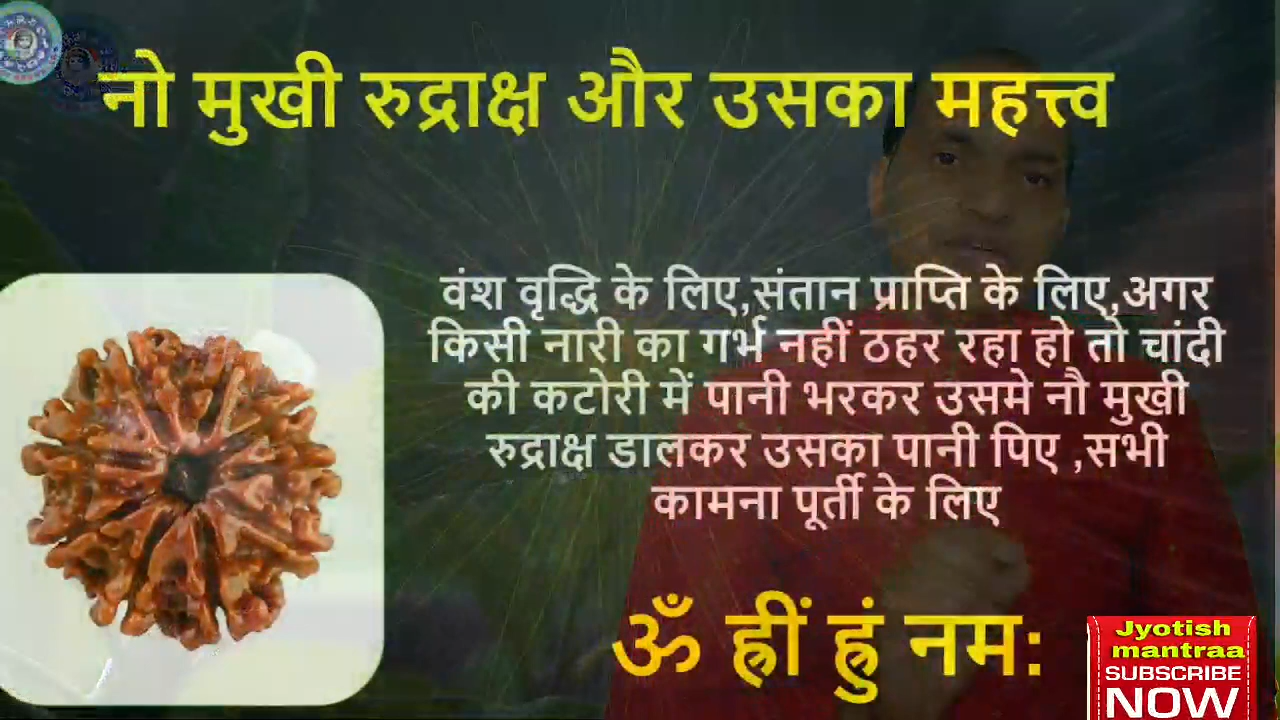 नो मुखी रुद्राक्ष और उसका महत्त्व
वंश वृद्धि के लिए,संतान प्राप्ति के लिए,अगर
किसी नारी का गर्भ नहीं ठहर रहा हो तो चांदी
की कटोरी में पानी भरकर उसमे नौ मुखी
रुद्राक्ष डालकर उसका पानी पिए ,सभी
कामना पूर्ती के लिए
ॐ ह्रीं ह्रुं नम:
Jyotish
mantraa
SUBSCRIBE
NOW